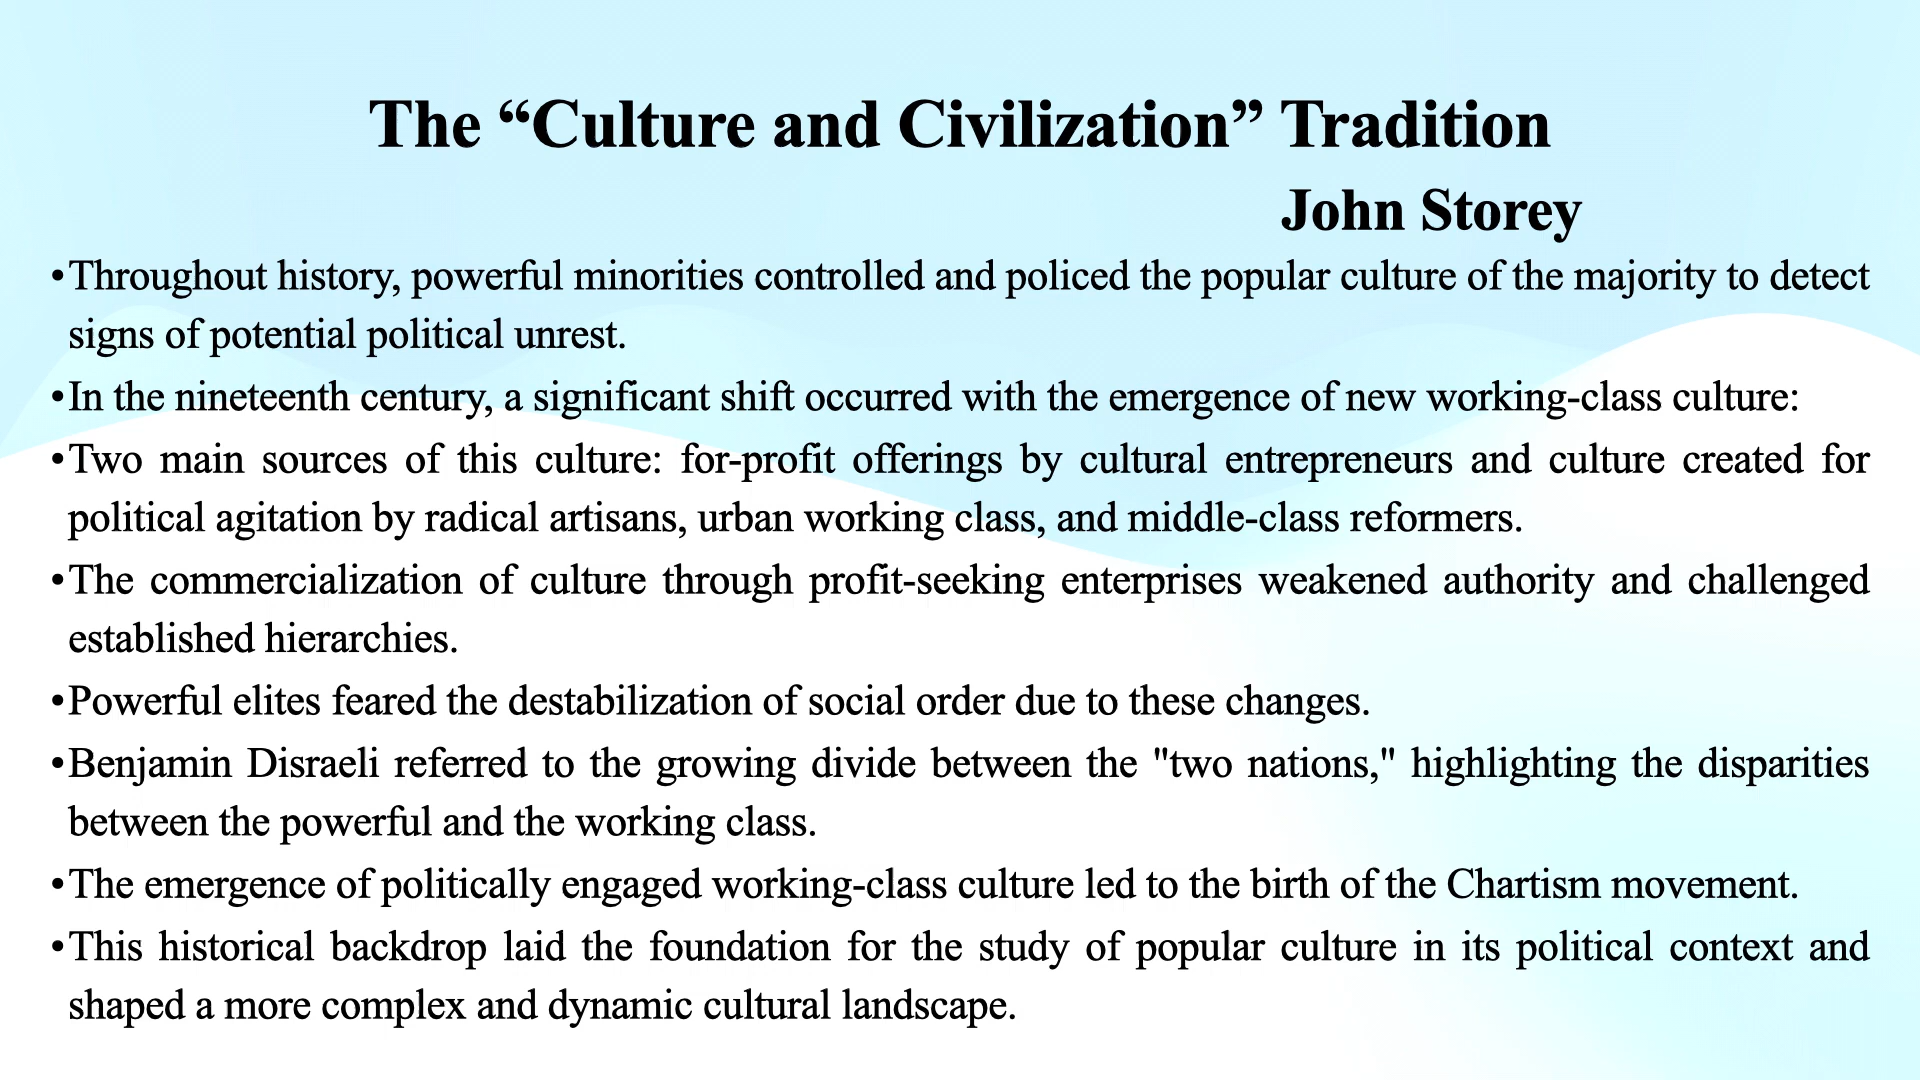 The “Culture and Civilization” Tradition
John Storey
•Throughout history, powerful minorities controlled and policed the popular culture of the majority to detect
signs of potential political unrest.
•In the nineteenth century, a significant shift occurred with the emergence of new working-class culture:
•Two main sources of this culture: for-profit offerings by cultural entrepreneurs and culture created for
political agitation by radical artisans, urban working class, and middle-class reformers.
•The commercialization of culture through profit-seeking enterprises weakened authority and challenged
established hierarchies.
•Powerful elites feared the destabilization of social order due to these changes.
•Benjamin Disraeli referred to the growing divide between the "two nations," highlighting the disparities
between the powerful and the working class.
•The emergence of politically engaged working-class culture led to the birth of the Chartism movement.
•This historical backdrop laid the foundation for the study of popular culture in its political context and
shaped a more complex and dynamic cultural landscape.